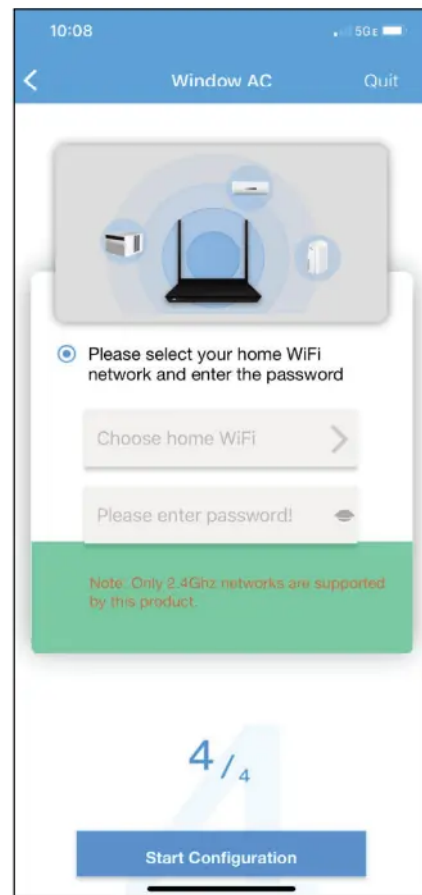 10:08
5GE
Window AC
Quit
Please select your home WiFi
network and enter the password
Choose home WiFi
Please enter password!
Note: Only 2.4Ghz networks are supported
by this product.
4/4
Start Configuration